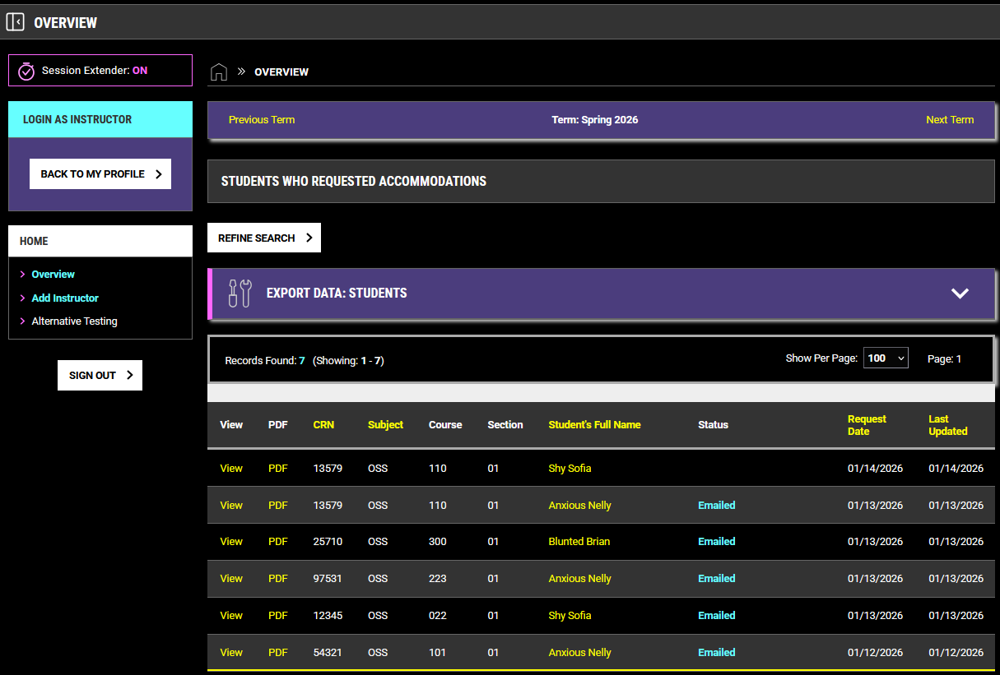 OVERVIEW
Session Extender: ON
LOGIN AS INSTRUCTOR
BACK TO MY PROFILE
HOME
Overview
Add Instructor
Alternative Testing
SIGN OUT
OVERVIEW
Previous Term Term: Spring 2026 Next Term
STUDENTS WHO REQUESTED ACCOMMODATIONS
REFINE SEARCH
EXPORT DATA: STUDENTS
Records Found: 7 (Showing: 1 - 7) Show Per Page: 100 Page: 1
View PDF CRN Subject Course Section Student's Full Name Status Request Date Last Updated
View PDF 13579 OSS 110 01 Shy Sofia 01/14/2026 01/14/2026
View PDF 13579 OSS 110 01 Anxious Nelly Emailed 01/13/2026 01/13/2026
View PDF 25710 OSS 300 01 Blunted Brian Emailed 01/13/2026 01/13/2026
View PDF 97531 OSS 223 01 Anxious Nelly Emailed 01/13/2026 01/13/2026
View PDF 12345 OSS 022 01 Shy Sofia Emailed 01/13/2026 01/13/2026
View PDF 54321 OSS 101 01 Anxious Nelly Emailed 01/12/2026 01/12/2026